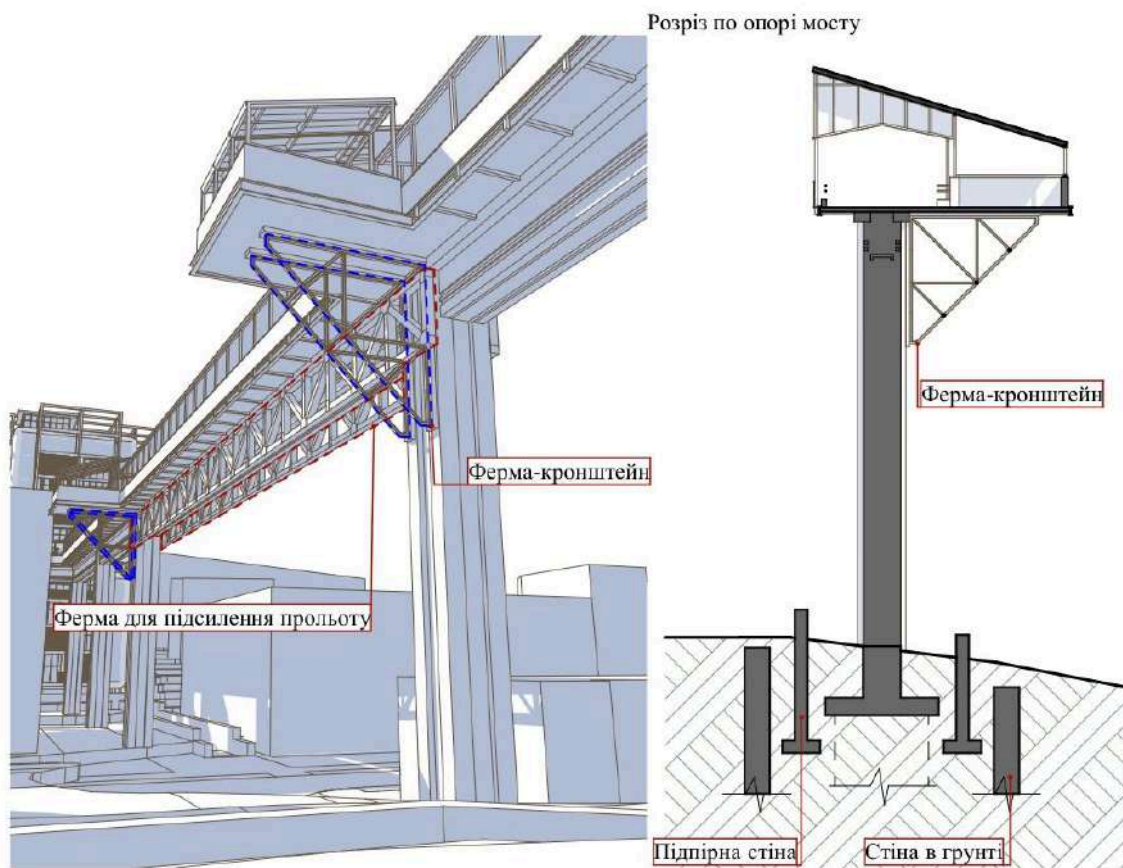 Розріз по опорі мосту
Ферма-кронштейн
Ферма-кронштейн
Ферма для підсилення прольоту
Підпірна стіна
Стіна в грунті